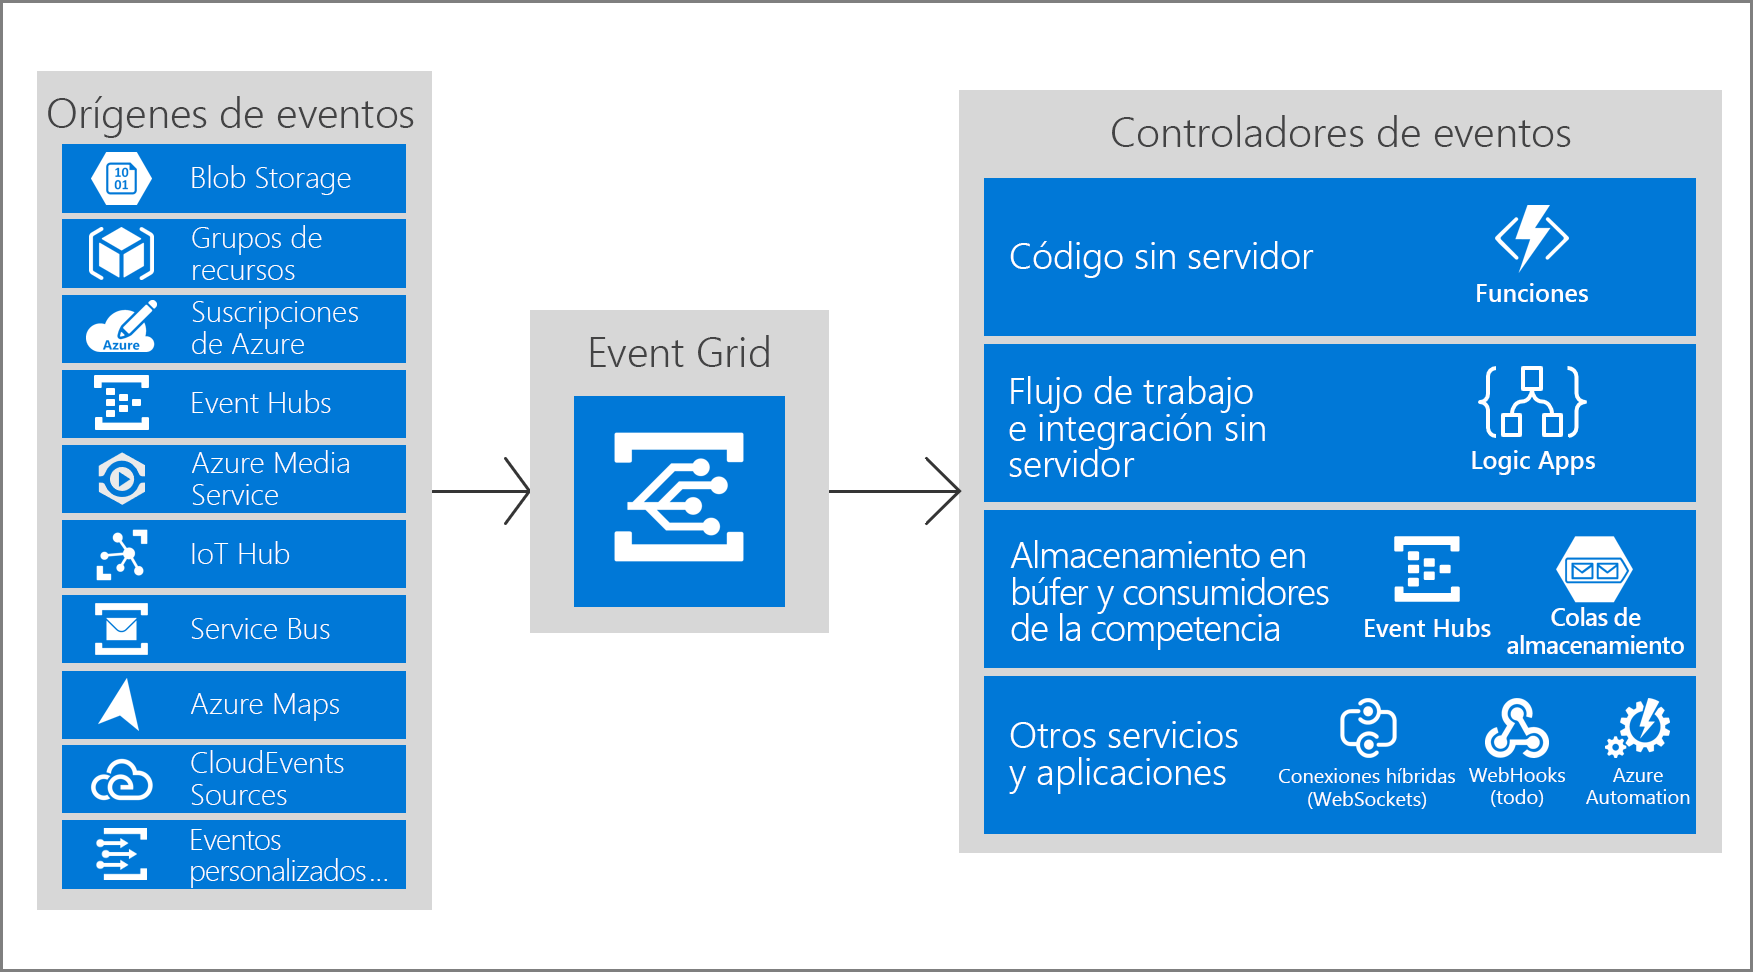 Orígenes de eventos
10
01
Blob Storage
Grupos de
recursos
Azure
Suscripciones
de Azure
Event Hubs
Azure Media
Service
IoT Hub
Service Bus
Azure Maps
CloudEvents
Sources
Eventos
personalizados...
Event Grid
Controladores de eventos
Código sin servidor
Funciones
Flujo de trabajo
e integración sin
servidor
Logic Apps
Almacenamiento en
búfer y consumidores
de la competencia
Event Hubs
Colas de
almacenamiento
Otros servicios
y aplicaciones
Conexiones híbridas
(WebSockets)
WebHooks
(todo)
Azure
Automation